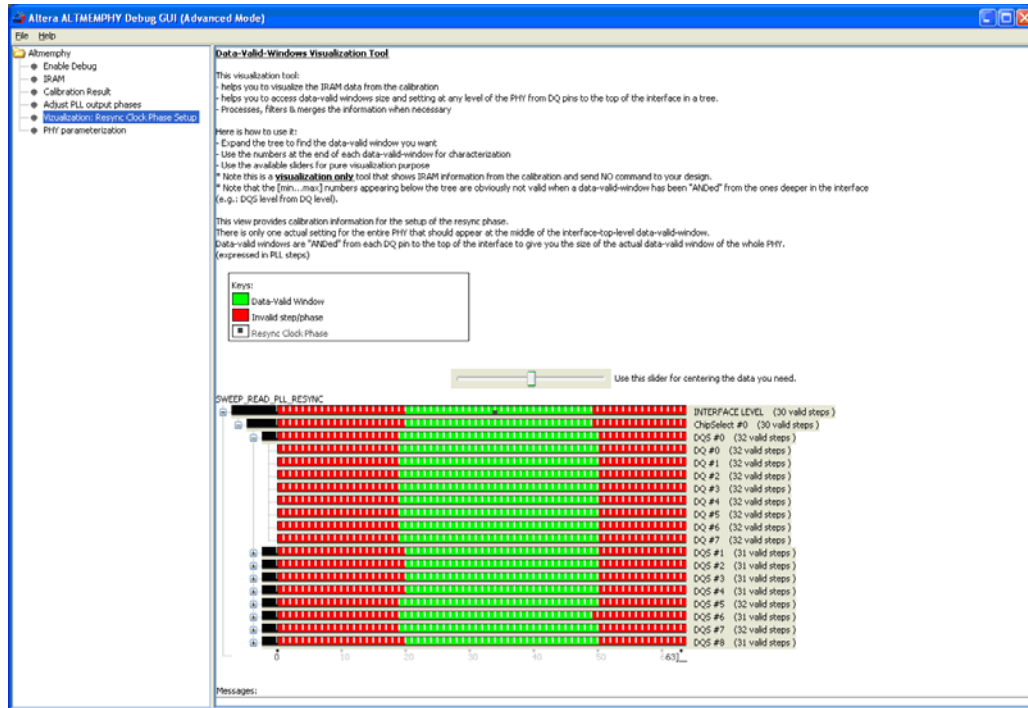 Altera ALTMEMPHY Debug GUI (Advanced Mode)
File Help
Altmemphy
Enable Debug
IRAM
Calibration Result
Adjust PLL output phases
Vizualization: Resync Clock Phase Setup
PHY parameterization
Data-Valid-Windows Visualization Tool
This visualization tool:
- helps you to visualize the IRAM data from the calibration
- helps you to access data-valid windows size and setting at any level of the PHY from DQ pins to the top of the interface in a tree.
- Processes, filters & merges the information when necessary
Here is how to use it:
- Expand the tree to find the data-valid window you want
- Use the numbers at the end of each data-valid-window for characterization
- Use the available sliders for pure visualization purpose
* Note this is a visualization only tool that shows IRAM information from the calibration and send NO command to your design.
* Note that the [min...max] numbers appearing below the tree are obviously not valid when a data-valid-window has been "ANDed" from the ones deeper in the interface
(e.g.: DQS level from DQ level).
This view provides calibration information for the setup of the resync phase.
There is only one actual setting for the entire PHY that should appear at the middle of the interface-top-level data-valid-window.
Data-valid windows are "ANDed" from each DQ pin to the top of the interface to give you the size of the actual data-valid window of the whole PHY.
(expressed in PLL steps)
Keys:
Data-Valid Window
Invalid step/phase
Resync Clock Phase
Use this slider for centering the data you need.
SWEEP_READ_PLL_RESYNC
INTERFACE LEVEL (30 valid steps )
ChipSelect #0 (30 valid steps )
DQS #0 (32 valid steps )
DQ #0 (32 valid steps )
DQ #1 (32 valid steps )
DQ #2 (32 valid steps )
DQ #3 (32 valid steps )
DQ #4 (32 valid steps )
DQ #5 (32 valid steps )
DQ #6 (32 valid steps )
DQ #7 (32 valid steps )
DQS #1 (31 valid steps )
DQS #2 (31 valid steps )
DQS #3 (31 valid steps )
DQS #4 (31 valid steps )
DQS #5 (32 valid steps )
DQS #6 (31 valid steps )
DQS #7 (32 valid steps )
DQS #8 (31 valid steps )
0 10 20 30 40 50 63]
Messages: